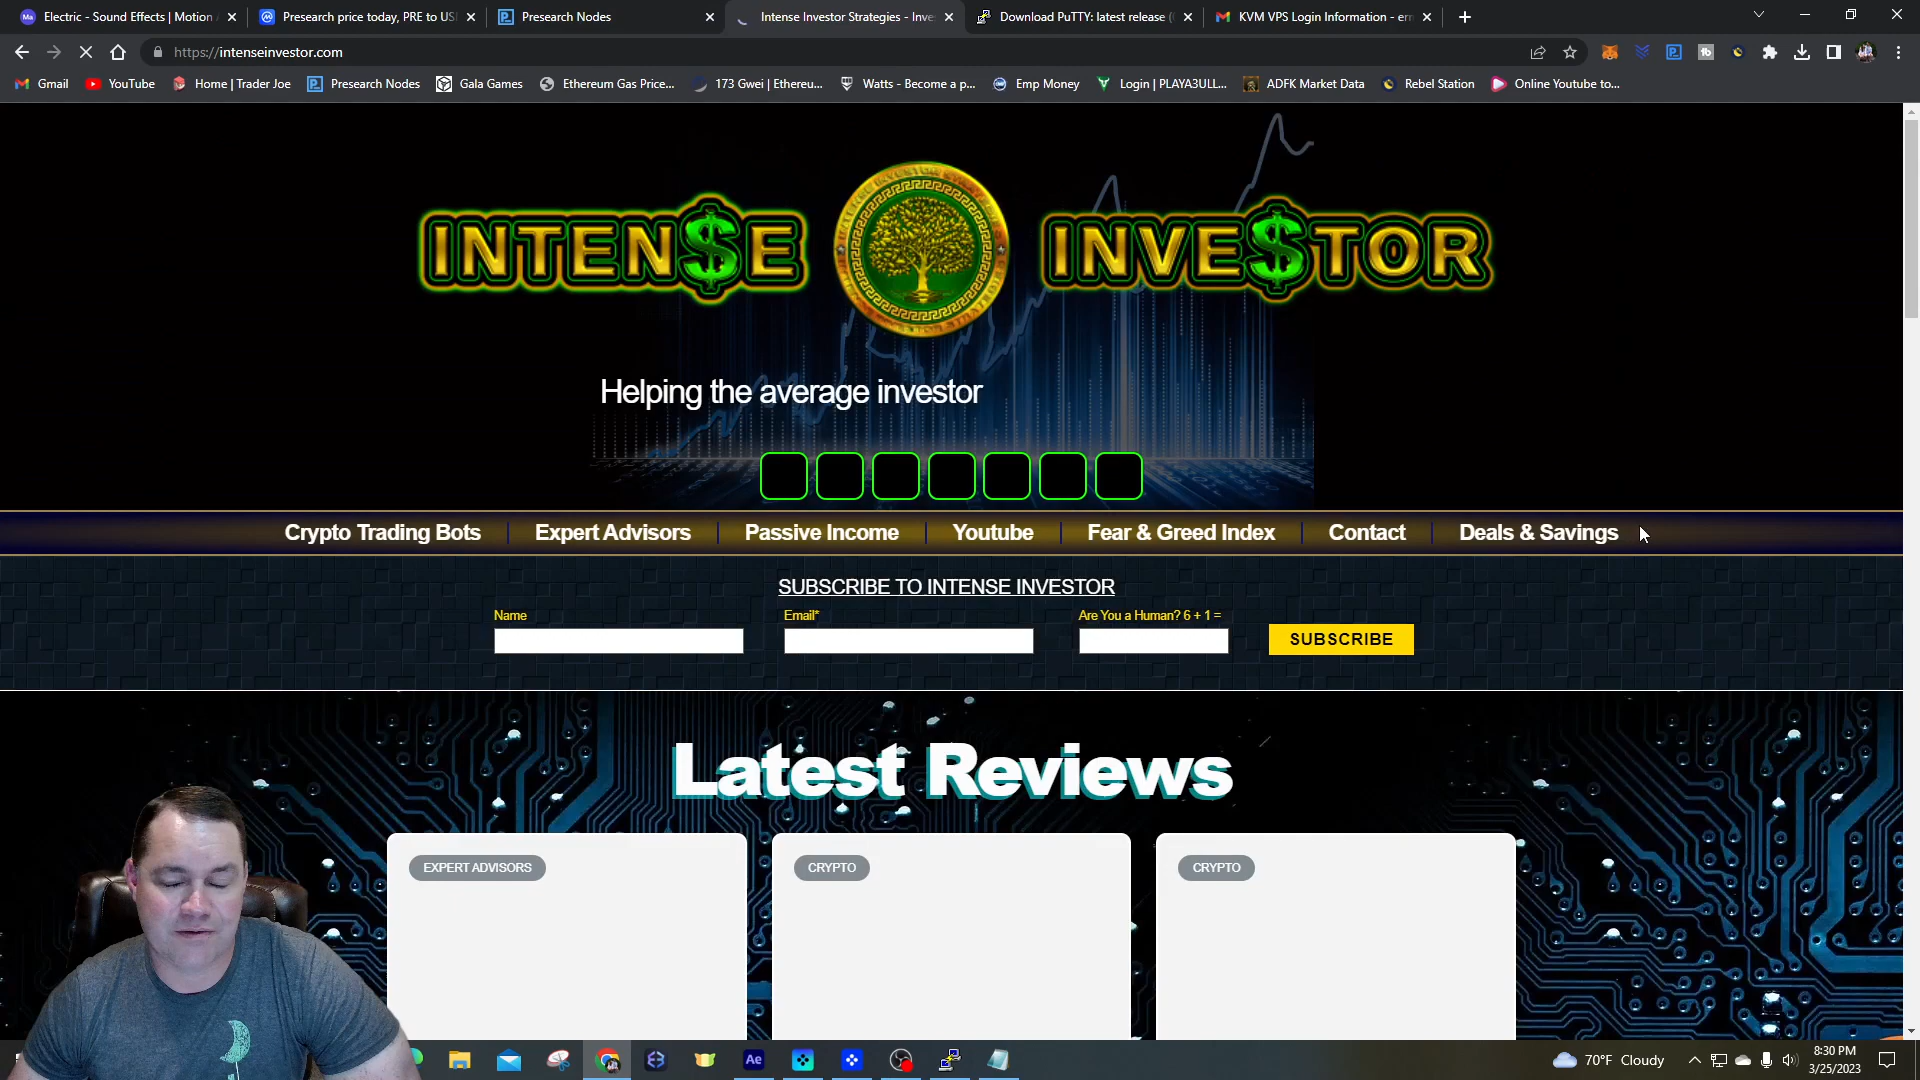 Electric - Sound Effects | Motion
Presearch price today, PRE to US
Presearch Nodes
Intense Investor Strategies - Inve
Download PuTTY: latest release (
KVM VPS Login Information - er
https://intenseinvestor.com
Gmail
YouTube
Home | Trader Joe
Presearch Nodes
Gala Games
Ethereum Gas Price...
173 Gwei | Ethereu...
Watts - Become a p...
Emp Money
Login | PLAYA3ULL...
ADFK Market Data
Rebel Station
Online Youtube to...
INTEN$E INVE$TOR
Helping the average investor
Crypto Trading Bots
Expert Advisors
Passive Income
Youtube
Fear & Greed Index
Contact
Deals & Savings
SUBSCRIBE TO INTENSE INVESTOR
Name
Email*
Are You a Human? 6 + 1 =
SUBSCRIBE
Latest Reviews
EXPERT ADVISORS
CRYPTO
CRYPTO
Ae
70°F Cloudy
8:30 PM
3/25/2023